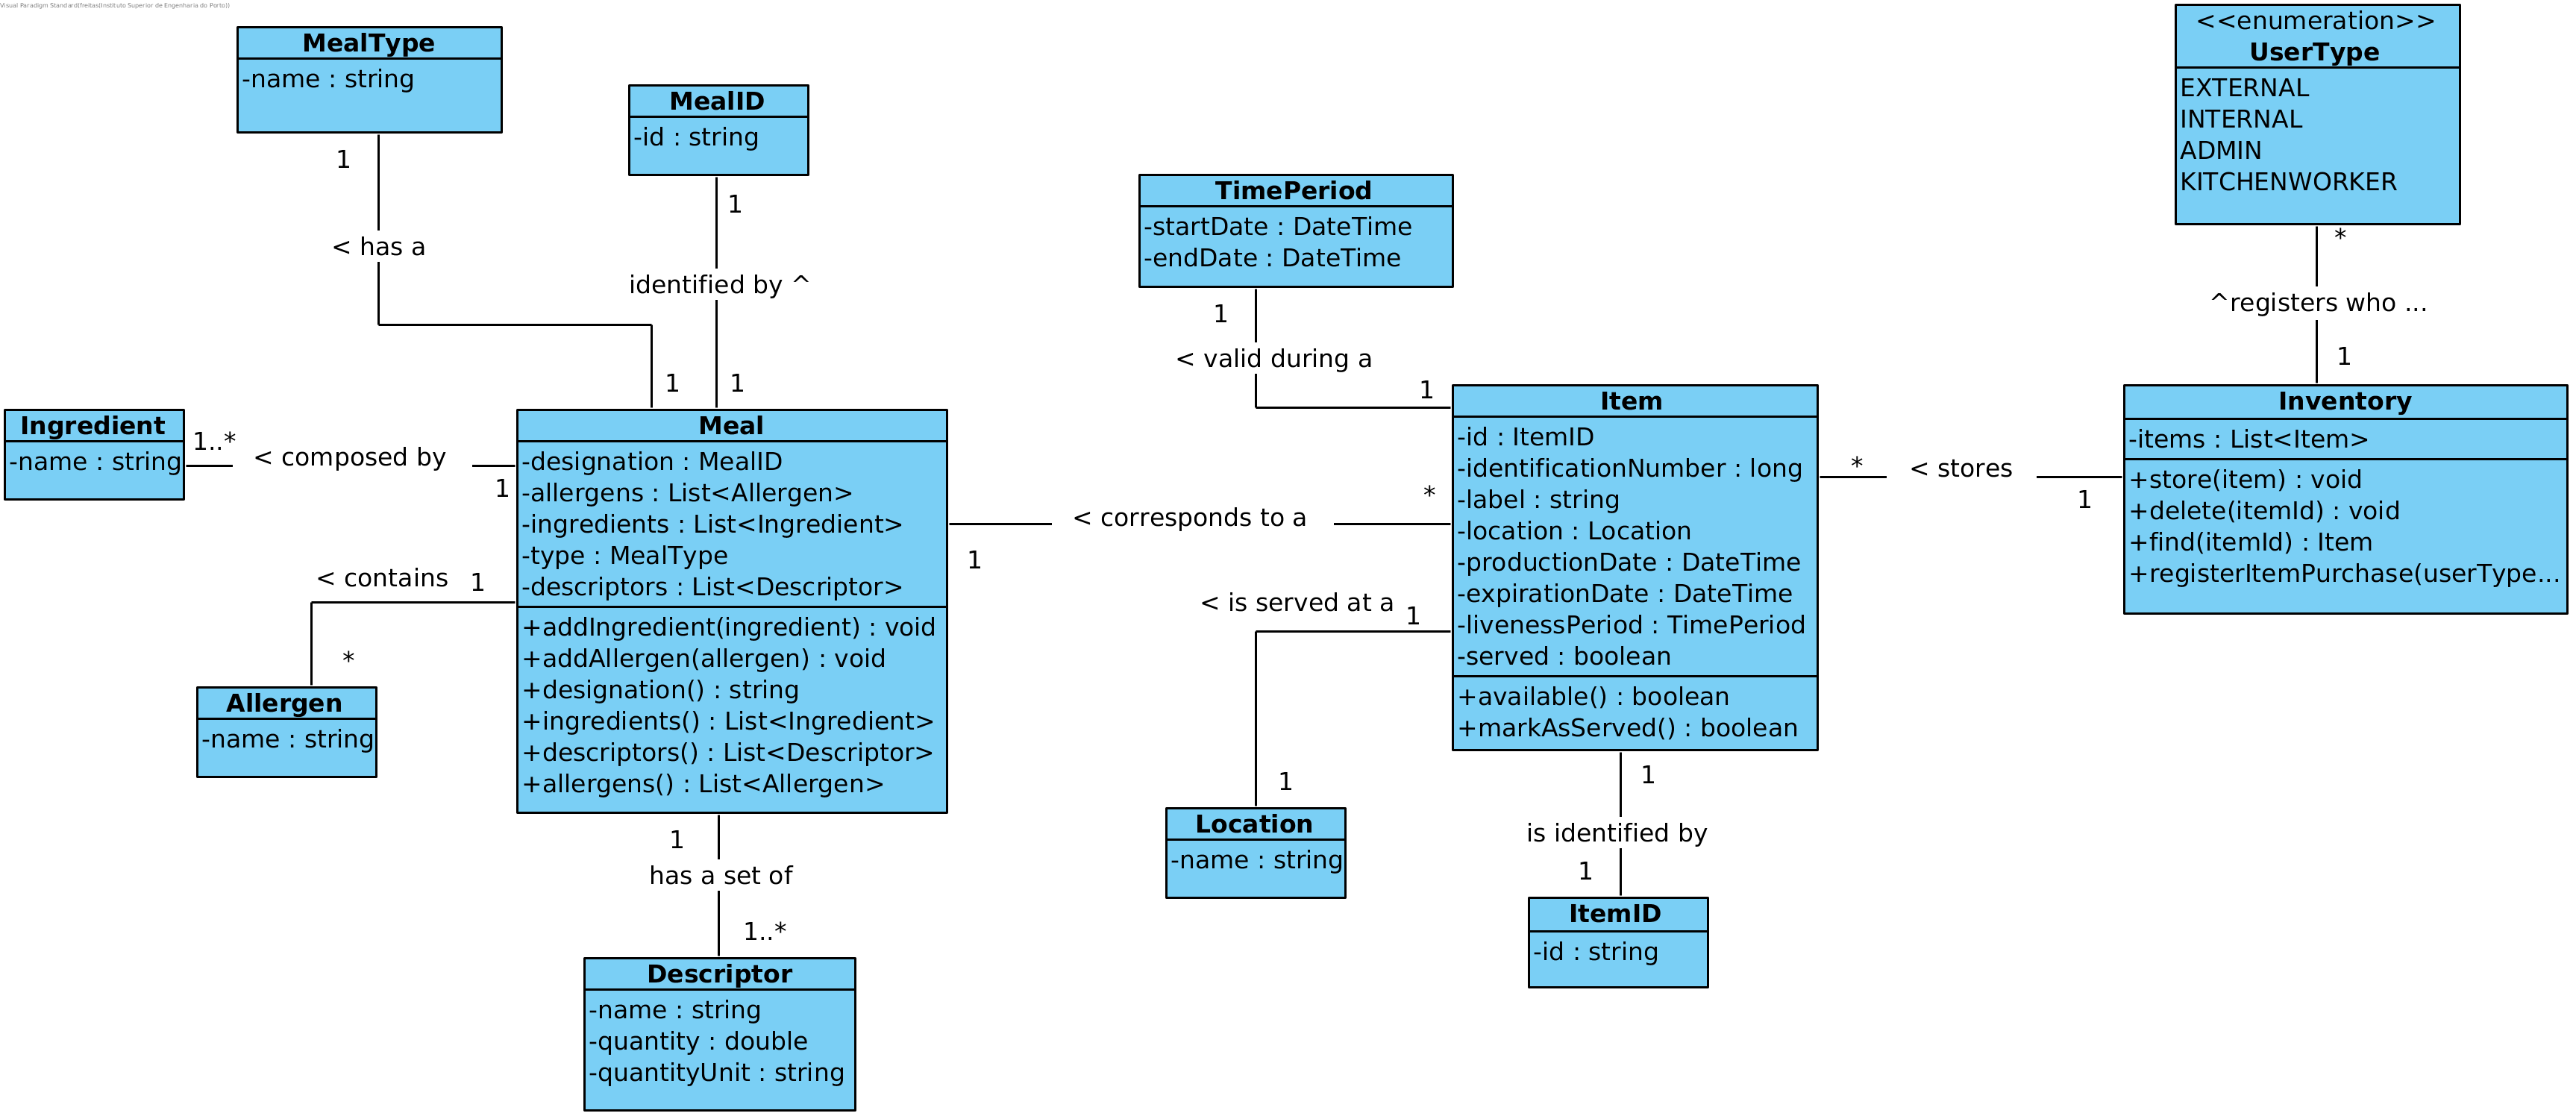 Visual Paradigm Standard(freitas(Instituto Superior de Engenharia do Porto))
MealType
-name : string
1
< has a
1
MealID
-id : string
1
identified by ^
1
Ingredient
-name : string
1..*
< composed by
1
Meal
-designation : MealID
-allergens : List<Allergen>
-ingredients : List<Ingredient>
-type : MealType
-descriptors : List<Descriptor>
+addIngredient(ingredient) : void
+addAllergen(allergen) : void
+designation() : string
+ingredients() : List<Ingredient>
+descriptors() : List<Descriptor>
+allergens() : List<Allergen>
< contains
1
*
Allergen
-name : string
1
has a set of
1..*
Descriptor
-name : string
-quantity : double
-quantityUnit : string
1
< corresponds to a
*
TimePeriod
-startDate : DateTime
-endDate : DateTime
1
< valid during a
1
Item
-id : ItemID
-identificationNumber : long
-label : string
-location : Location
-productionDate : DateTime
-expirationDate : DateTime
-livenessPeriod : TimePeriod
-served : boolean
+available() : boolean
+markAsServed() : boolean
< is served at a
1
1
Location
-name : string
1
is identified by
1
ItemID
-id : string
*
< stores
1
<<enumeration>>
UserType
EXTERNAL
INTERNAL
ADMIN
KITCHENWORKER
*
^registers who ...
1
Inventory
-items : List<Item>
+store(item) : void
+delete(itemId) : void
+find(itemId) : Item
+registerItemPurchase(userType...